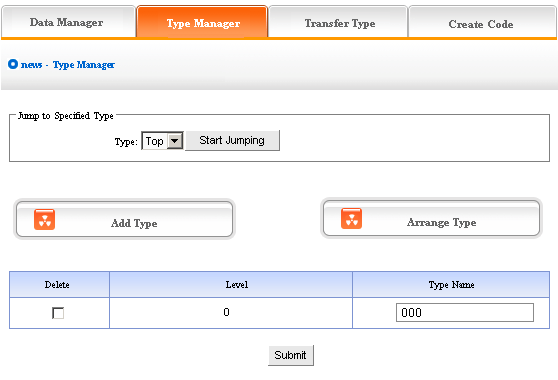 Data Manager Type Manager Transfer Type Create Code
news - Type Manager
Jump to Specified Type
Type: Top Start Jumping
Add Type Arrange Type
Delete Level Type Name
0 000
Submit